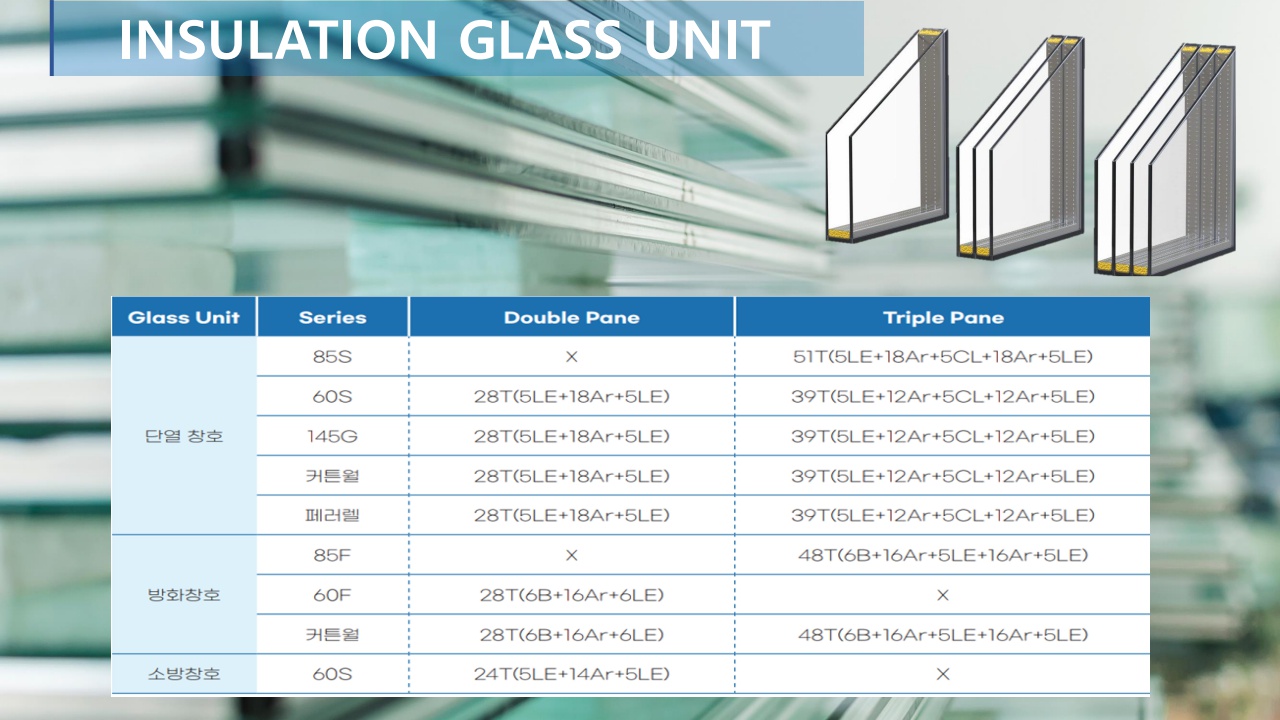 INSULATION GLASS UNIT
Glass Unit Series Double Pane Triple Pane
단열 창호
85S X 51T(5LE+18Ar+5CL+18Ar+5LE)
60S 28T(5LE+18Ar+5LE) 39T(5LE+12Ar+5CL+12Ar+5LE)
145G 28T(5LE+18Ar+5LE) 39T(5LE+12Ar+5CL+12Ar+5LE)
커튼월 28T(5LE+18Ar+5LE) 39T(5LE+12Ar+5CL+12Ar+5LE)
페러렐 28T(5LE+18Ar+5LE) 39T(5LE+12Ar+5CL+12Ar+5LE)
방화창호
85F X 48T(6B+16Ar+5LE+16Ar+5LE)
60F 28T(6B+16Ar+6LE) X
커튼월 28T(6B+16Ar+6LE) 48T(6B+16Ar+5LE+16Ar+5LE)
소방창호 60S 24T(5LE+14Ar+5LE) X